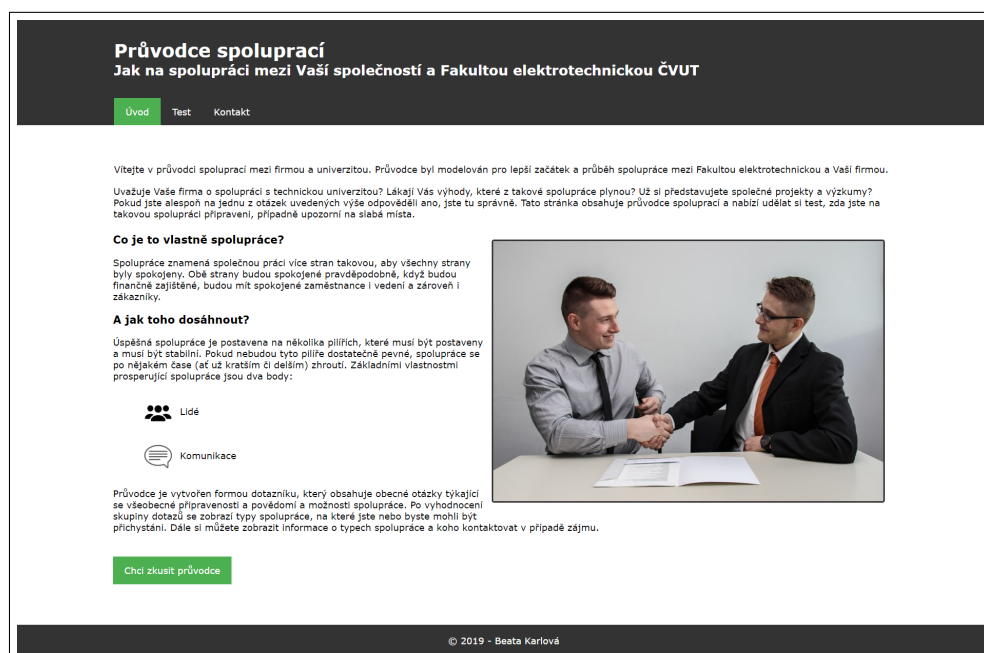 Průvodce spoluprací
Jak na spolupráci mezi Vaší společností a Fakultou elektrotechnickou ČVUT
Úvod Test Kontakt
Vítejte v průvodci spoluprací mezi firmou a univerzitou. Průvodce byl modelován pro lepší začátek a průběh spolupráce mezi Fakultou elektrotechnickou a Vaší firmou.
Uvažuje Vaše firma o spolupráci s technickou univerzitou? Lákají Vás výhody, které z takové spolupráce plynou? Už si představujete společné projekty a výzkumy?
Pokud jste alespoň na jednu z otázek uvedených výše odpověděli ano, jste tu správně. Tato stránka obsahuje průvodce spoluprací a nabízí udělat si test, zda jste na
takovou spolupráci připraveni, případně upozorní na slabá místa.
Co je to vlastně spolupráce?
Spolupráce znamená společnou práci více stran takovou, aby všechny strany
byly spokojeny. Obě strany budou spokojené pravděpodobně, když budou
finančně zajištěné, budou mít spokojené zaměstnance i vedení a zároveň i
zákazníky.
A jak toho dosáhnout?
Úspěšná spolupráce je postavena na několika pilířích, které musí být postaveny
a musí být stabilní. Pokud nebudou tyto pilíře dostatečně pevné, spolupráce se
po nějakém čase (ať už kratším či delším) zhroutí. Základními vlastnostmi
prosperující spolupráce jsou dva body:
Lidé
Komunikace
Průvodce je vytvořen formou dotazníku, který obsahuje obecné otázky týkající
se všeobecné připravenosti a povědomí a možnosti spolupráce. Po vyhodnocení
skupiny dotazů se zobrazí typy spolupráce, na které jste nebo byste mohli být
přichystáni. Dále si můžete zobrazit informace o typech spolupráce a koho kontaktovat v případě zájmu.
Chci zkusit průvodce
© 2019 - Beata Karlová